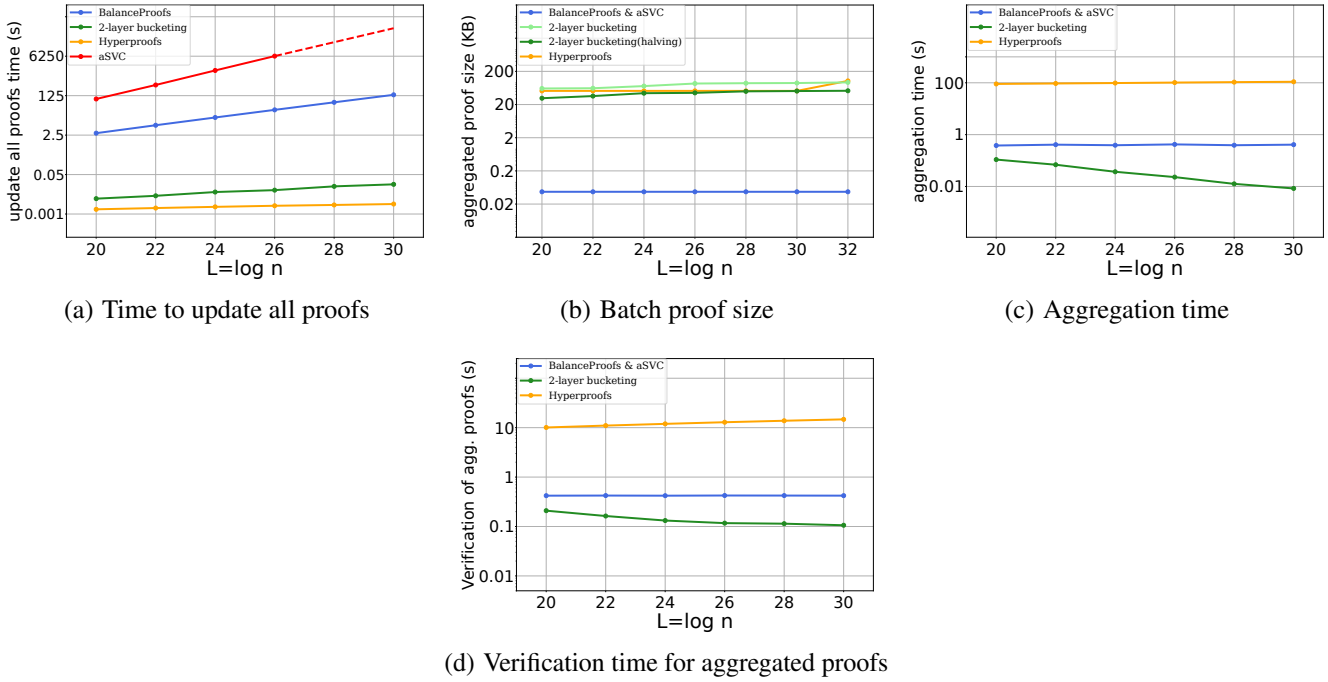 BalanceProofs
2-layer bucketing
Hyperproofs
aSVC
update all proofs time (s)
6250
125
2.5
0.05
0.001
20 22 24 26 28 30
L=log n
(a) Time to update all proofs
BalanceProofs & aSVC
2-layer bucketing
2-layer bucketing(halving)
Hyperproofs
aggregated proof size (KB)
200
20
2
0.2
0.02
20 22 24 26 28 30 32
L=log n
(b) Batch proof size
BalanceProofs & aSVC
2-layer bucketing
Hyperproofs
aggregation time (s)
100
1
0.01
20 22 24 26 28 30
L=log n
(c) Aggregation time
BalanceProofs & aSVC
2-layer bucketing
Hyperproofs
Verification of agg. proofs (s)
10
1
0.1
0.01
20 22 24 26 28 30
L=log n
(d) Verification time for aggregated proofs